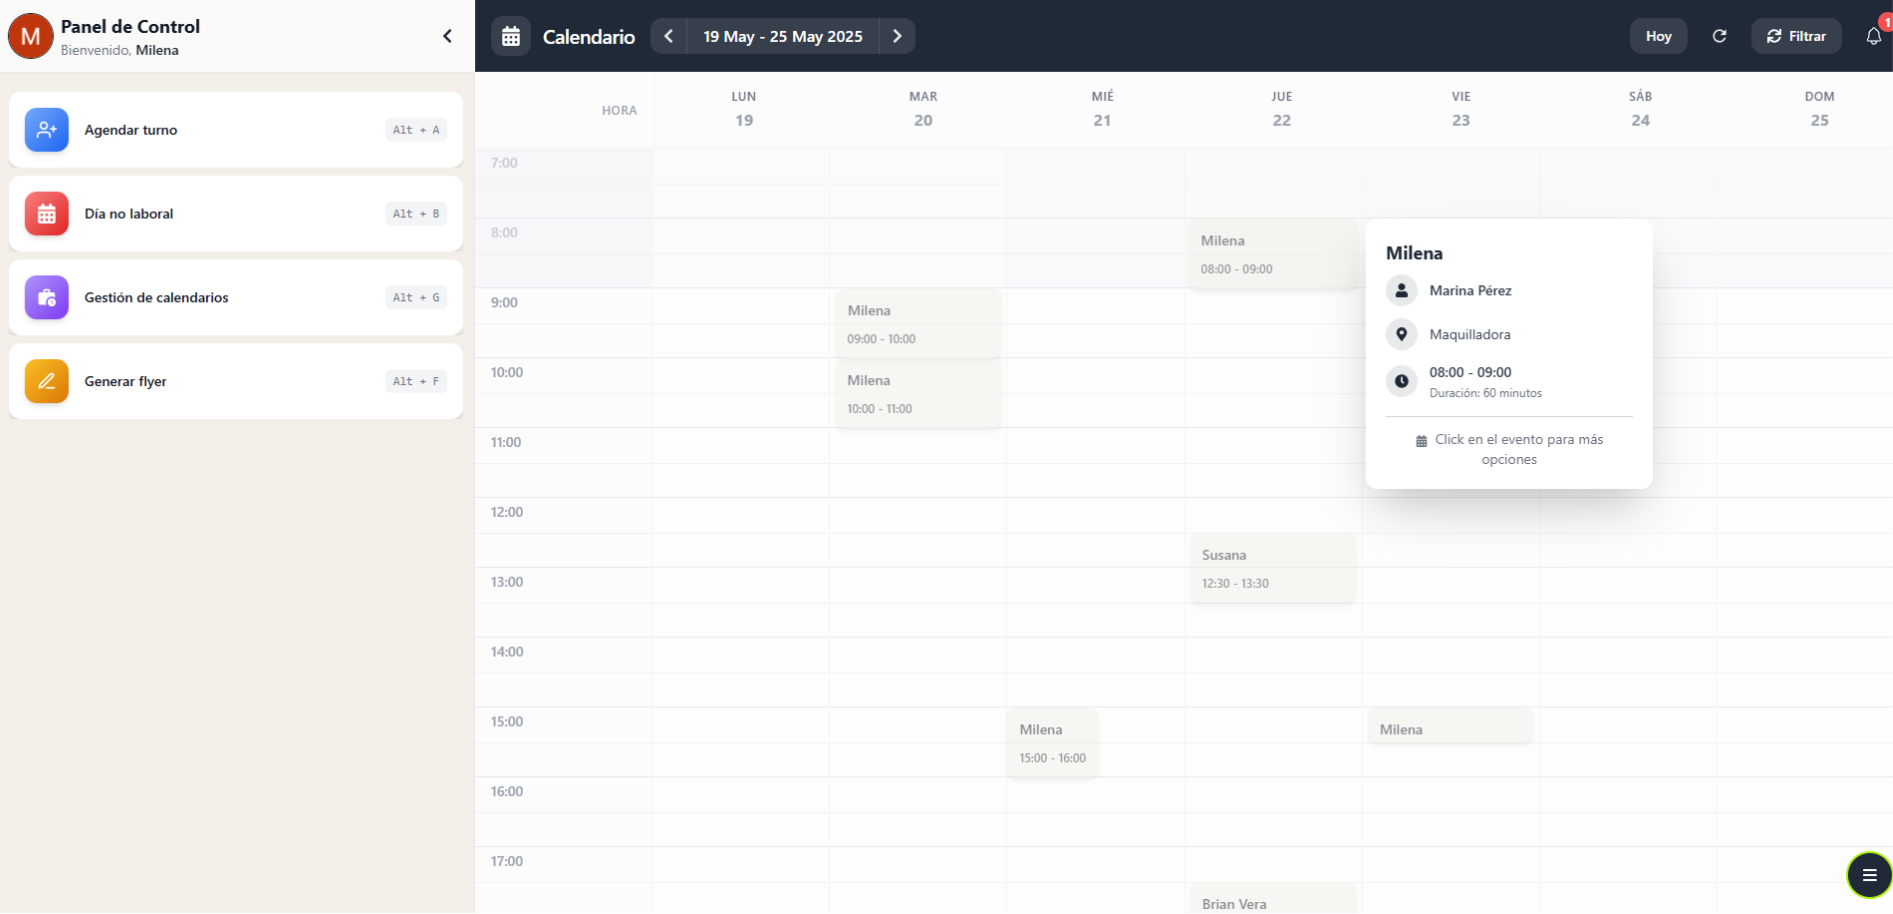 M
Panel de Control
Bienvenido, Milena
Agendar turno
Alt + A
Día no laboral
Alt + B
Gestión de calendarios
Alt + G
Generar flyer
Alt + F
Calendario
19 May - 25 May 2025
Hoy
Filtrar
1
HORA
LUN
19
MAR
20
MIÉ
21
JUE
22
VIE
23
SÁB
24
DOM
25
7:00
8:00
Milena
08:00 - 09:00
Milena
Marina Pérez
Maquilladora
08:00 - 09:00
Duración: 60 minutos
Click en el evento para más
opciones
9:00
Milena
09:00 - 10:00
10:00
Milena
10:00 - 11:00
11:00
12:00
Susana
12:30 - 13:30
13:00
14:00
15:00
Milena
15:00 - 16:00
Milena
16:00
17:00
Brian Vera